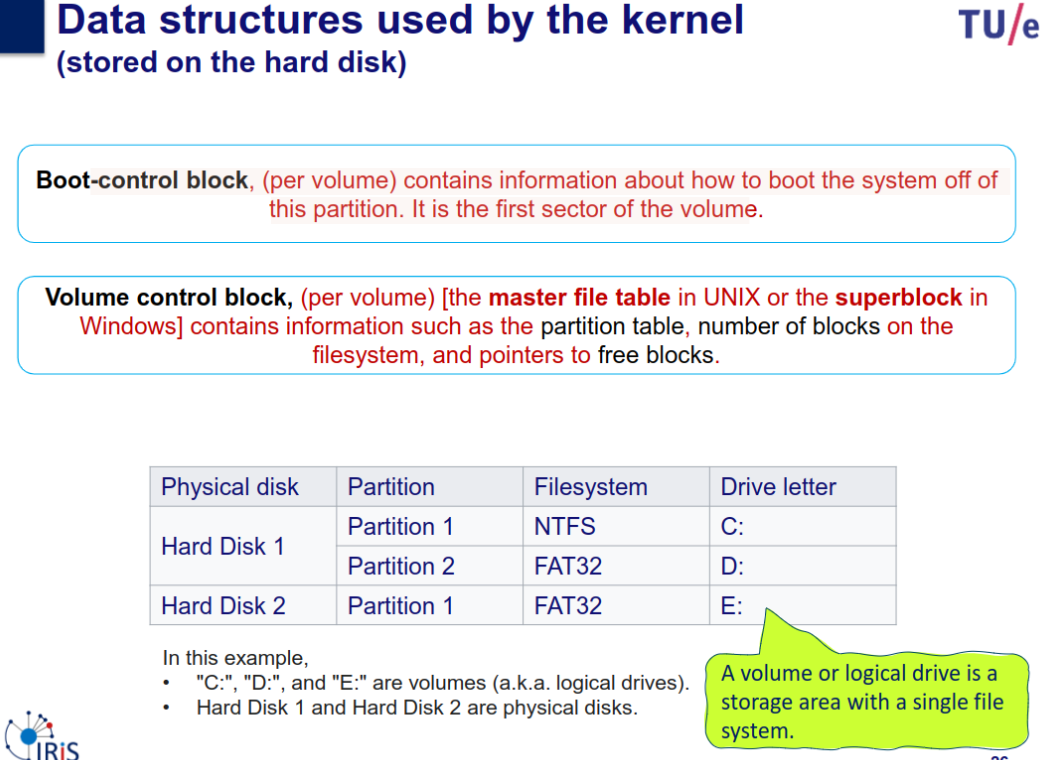 Data structures used by the kernel
(stored on the hard disk)
TU/e
Boot-control block, (per volume) contains information about how to boot the system off of
this partition. It is the first sector of the volume.
Volume control block, (per volume) [the master file table in UNIX or the superblock in
Windows] contains information such as the partition table, number of blocks on the
filesystem, and pointers to free blocks.
Physical disk Partition Filesystem Drive letter
Hard Disk 1 Partition 1 NTFS C:
Partition 2 FAT32 D:
Hard Disk 2 Partition 1 FAT32 E:
In this example,
• "C:", "D:", and "E:" are volumes (a.k.a. logical drives).
• Hard Disk 1 and Hard Disk 2 are physical disks.
A volume or logical drive is a
storage area with a single file
system.
IRiS